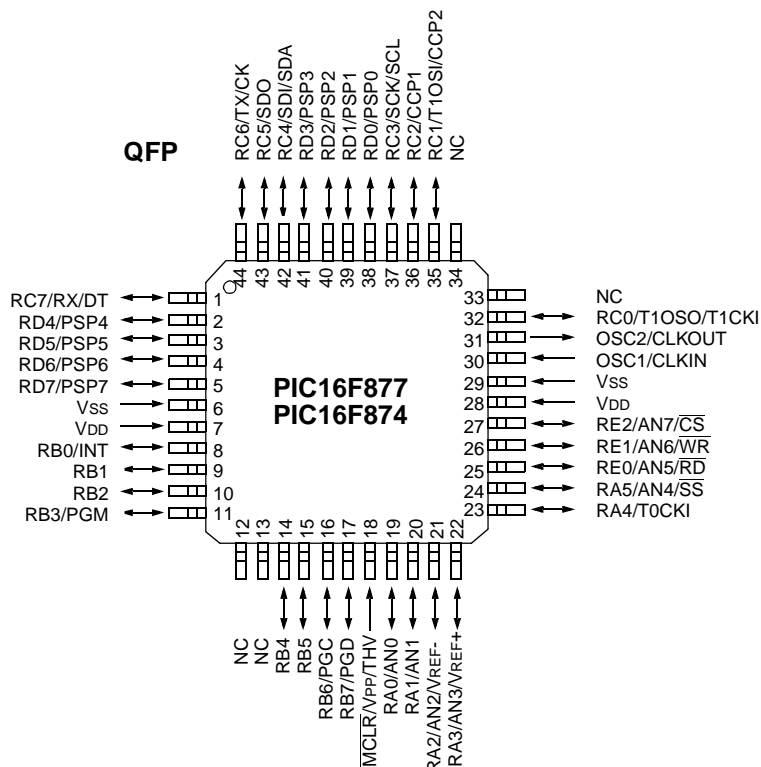 QFP
RC6/TX/CK
RC5/SDO
RC4/SDI/SDA
RD3/PSP3
RD2/PSP2
RD1/PSP1
RD0/PSP0
RC3/SCK/SCL
RC2/CCP1
RC1/T1OSI/CCP2
NC
44
43
42
41
40
39
38
37
36
35
34
RC7/RX/DT 1
RD4/PSP4 2
RD5/PSP5 3
RD6/PSP6 4
RD7/PSP7 5
VSS 6
VDD 7
RB0/INT 8
RB1 9
RB2 10
RB3/PGM 11
PIC16F877
PIC16F874
33 NC
32 RC0/T1OSO/T1CKI
31 OSC2/CLKOUT
30 OSC1/CLKIN
29 VSS
28 VDD
27 RE2/AN7/CS
26 RE1/AN6/WR
25 RE0/AN5/RD
24 RA5/AN4/SS
23 RA4/T0CKI
12
13
14
15
16
17
18
19
20
21
22
NC
NC
RB4
RB5
RB6/PGC
RB7/PGD
MCLR/VPP/THV
RA0/AN0
RA1/AN1
RA2/AN2/VREF-
RA3/AN3/VREF+